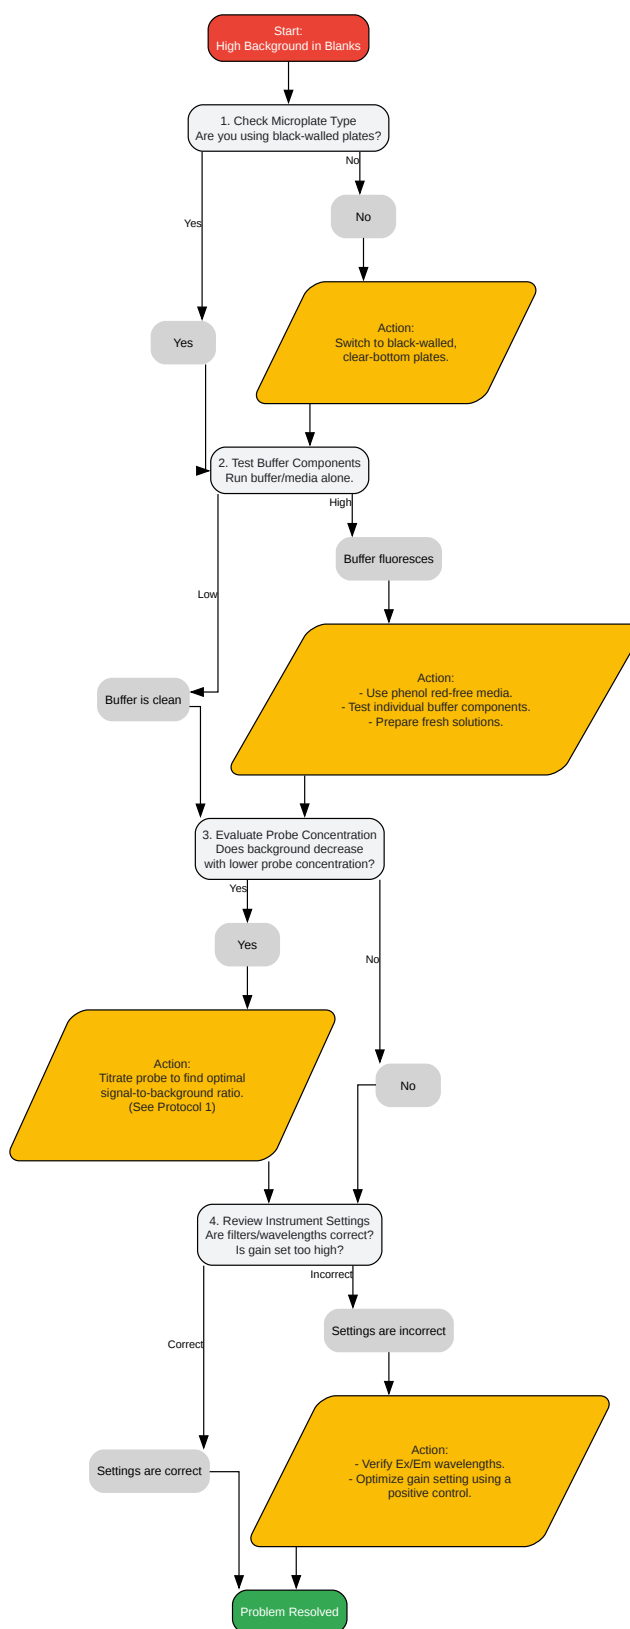 Start:
High Background in Blanks
1. Check Microplate Type
Are you using black-walled plates?
No
Yes
No
Yes
Action:
Switch to black-walled,
clear-bottom plates.
2. Test Buffer Components
Run buffer/media alone.
High
Low
Buffer fluoresces
Buffer is clean
Action:
- Use phenol red-free media.
- Test individual buffer components.
- Prepare fresh solutions.
3. Evaluate Probe Concentration
Does background decrease
with lower probe concentration?
Yes
No
Yes
No
Action:
Titrate probe to find optimal
signal-to-background ratio.
(See Protocol 1)
4. Review Instrument Settings
Are filters/wavelengths correct?
Is gain set too high?
Incorrect
Correct
Settings are incorrect
Settings are correct
Action:
- Verify Ex/Em wavelengths.
- Optimize gain setting using a
positive control.
Problem Resolved